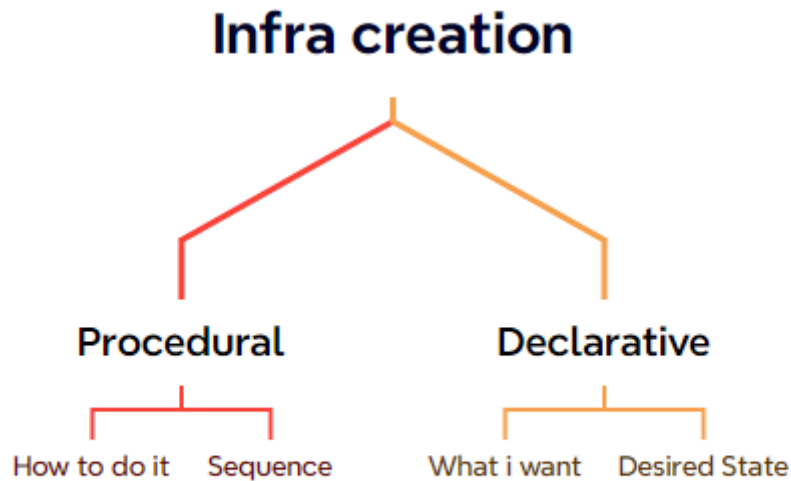 Infra creation
Procedural
Declarative
How to do it
Sequence
What i want
Desired State